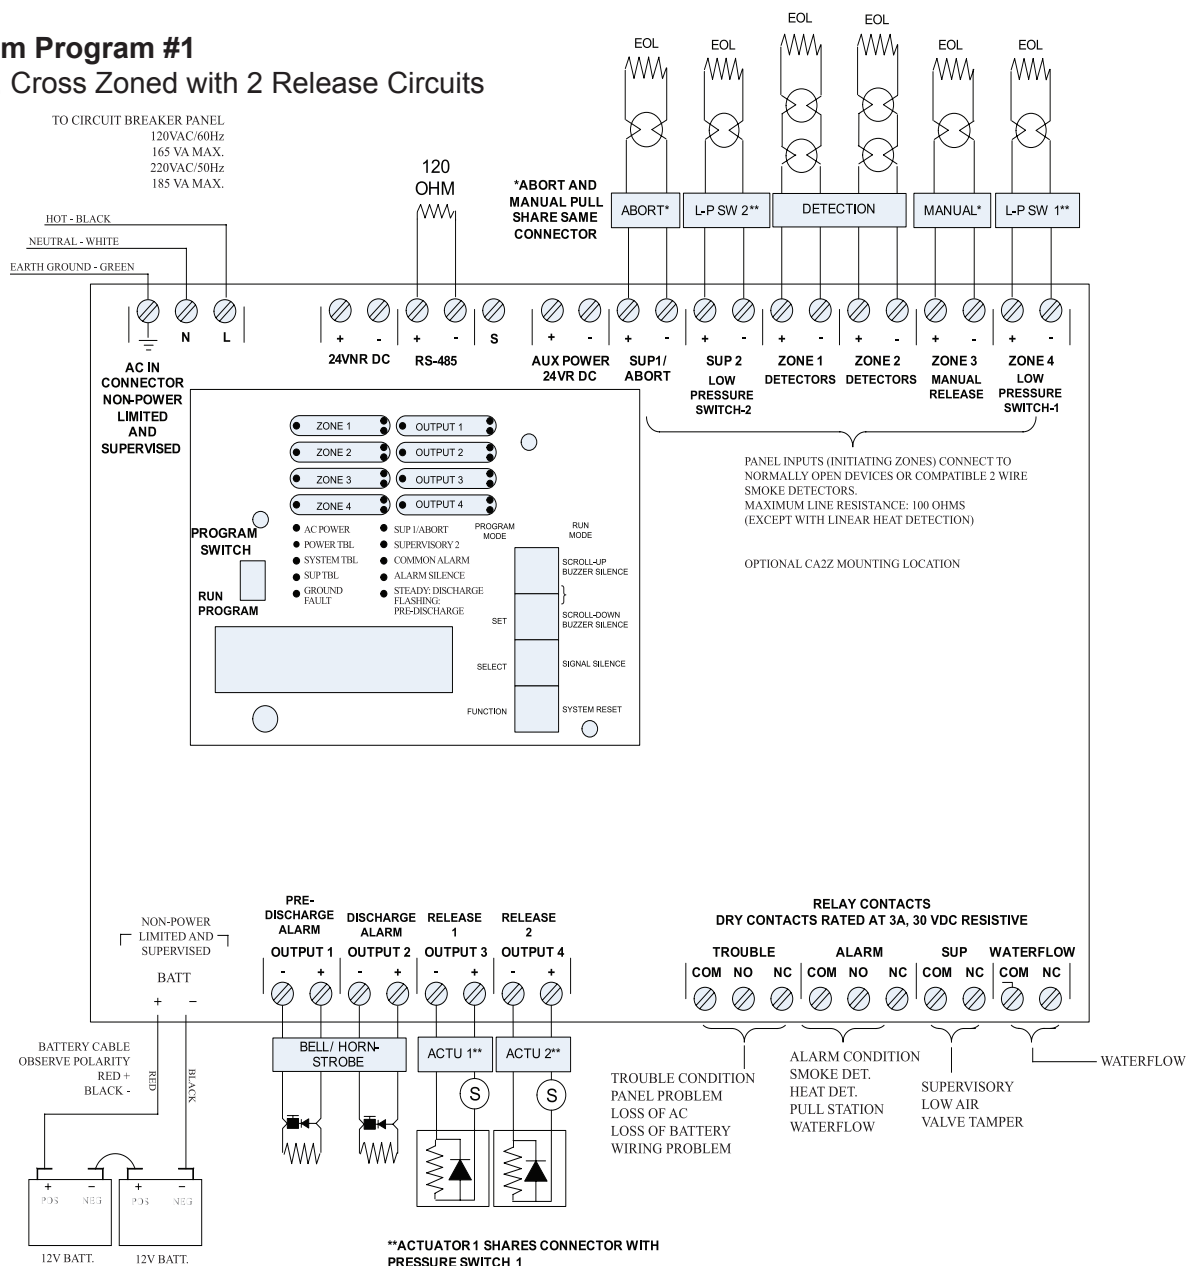 m Program #1
Cross Zoned with 2 Release Circuits
TO CIRCUIT BREAKER PANEL
120VAC/60Hz
165 VA MAX.
220VAC/50Hz
185 VA MAX.
HOT - BLACK
NEUTRAL - WHITE
EARTH GROUND - GREEN
120
OHM
*ABORT AND
MANUAL PULL
SHARE SAME
CONNECTOR
EOL
EOL
EOL
EOL
EOL
EOL
ABORT*
L-P SW 2**
DETECTION
MANUAL*
L-P SW 1**
N
L
+ -
+ -
S
+ -
+ -
+ -
+ -
+ -
+ -
+ -
AC IN
CONNECTOR
NON-POWER
LIMITED
AND
SUPERVISED
24VNR DC
RS-485
AUX POWER
24VR DC
SUP1/
ABORT
SUP 2
LOW
PRESSURE
SWITCH-2
ZONE 1
DETECTORS
ZONE 2
DETECTORS
ZONE 3
MANUAL
RELEASE
ZONE 4
LOW
PRESSURE
SWITCH-1
PANEL INPUTS (INITIATING ZONES) CONNECT TO
NORMALLY OPEN DEVICES OR COMPATIBLE 2 WIRE
SMOKE DETECTORS.
MAXIMUM LINE RESISTANCE: 100 OHMS
(EXCEPT WITH LINEAR HEAT DETECTION)
OPTIONAL CA2Z MOUNTING LOCATION
ZONE 1
ZONE 2
ZONE 3
ZONE 4
OUTPUT 1
OUTPUT 2
OUTPUT 3
OUTPUT 4
AC POWER
POWER TBL
SYSTEM TBL
SUP TBL
GROUND
FAULT
SUP 1/ABORT
SUPERVISORY 2
COMMON ALARM
ALARM SILENCE
STEADY: DISCHARGE
FLASHING:
PRE-DISCHARGE
PROGRAM
SWITCH
RUN
PROGRAM
PROGRAM
MODE
RUN
MODE
SCROLL-UP
BUZZER SILENCE
}
SET
SCROLL-DOWN
BUZZER SILENCE
SELECT
SIGNAL SILENCE
FUNCTION
SYSTEM RESET
NON-POWER
LIMITED AND
SUPERVISED
BATT
+ -
PRE-
DISCHARGE
ALARM
OUTPUT 1
- +
DISCHARGE
ALARM
OUTPUT 2
- +
RELEASE
1
OUTPUT 3
- +
RELEASE
2
OUTPUT 4
- +
RELAY CONTACTS
DRY CONTACTS RATED AT 3A, 30 VDC RESISTIVE
TROUBLE
COM NO NC
ALARM
COM NO NC
SUP
COM NC
WATERFLOW
COM NC
BATTERY CABLE
OBSERVE POLARITY
RED +
BLACK -
RED
BLACK
BELL/ HORN-
STROBE
ACTU 1**
ACTU 2**
S
S
TROUBLE CONDITION
PANEL PROBLEM
LOSS OF AC
LOSS OF BATTERY
WIRING PROBLEM
ALARM CONDITION
SMOKE DET.
HEAT DET.
PULL STATION
WATERFLOW
SUPERVISORY
LOW AIR
VALVE TAMPER
WATERFLOW
+ - + -
POS NEG POS NEG
12V BATT. 12V BATT.
**ACTUATOR 1 SHARES CONNECTOR WITH
PRESSURE SWITCH 1